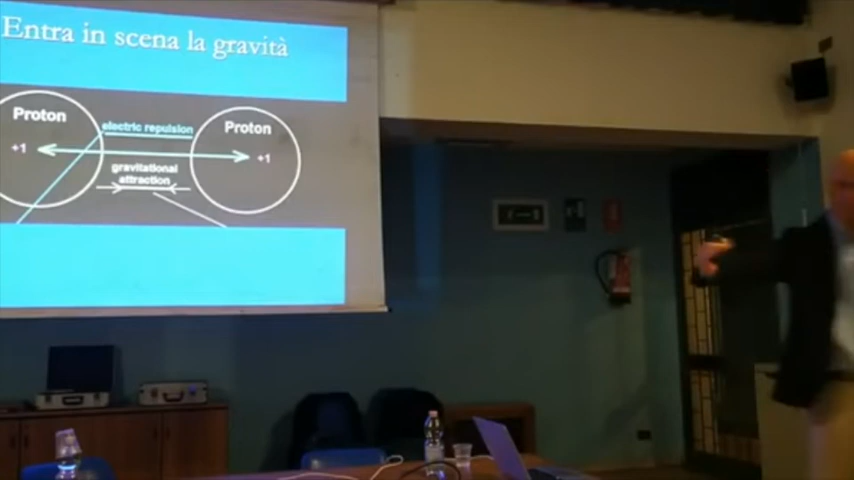 Entra in scena la gravità
Proton
+1
electric repulsion
gravitational
attraction
Proton
+1